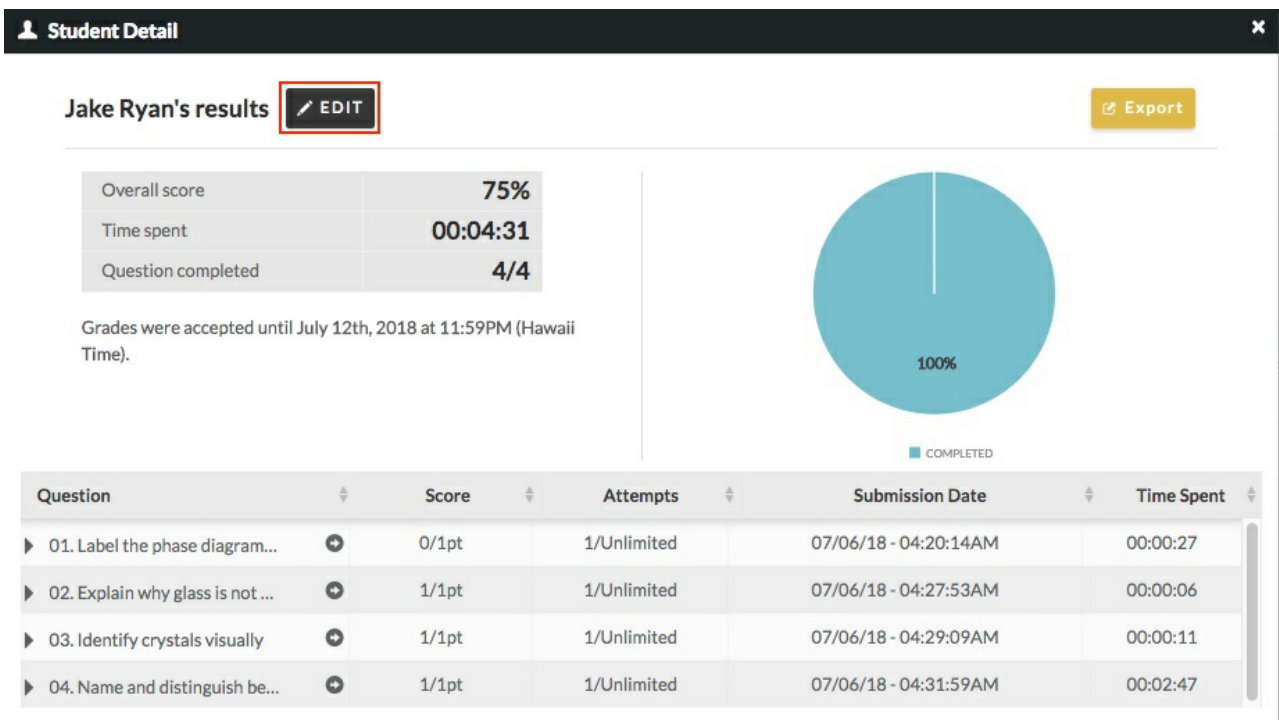 Student Detail
Jake Ryan's results
EDIT
Export
Overall score 75%
Time spent 00:04:31
Question completed 4/4
Grades were accepted until July 12th, 2018 at 11:59PM (Hawaii
Time).
100%
COMPLETED
Question Score Attempts Submission Date Time Spent
01. Label the phase diagram... 0/1pt 1/Unlimited 07/06/18 - 04:20:14AM 00:00:27
02. Explain why glass is not ... 1/1pt 1/Unlimited 07/06/18 - 04:27:53AM 00:00:06
03. Identify crystals visually 1/1pt 1/Unlimited 07/06/18 - 04:29:09AM 00:00:11
04. Name and distinguish be... 1/1pt 1/Unlimited 07/06/18 - 04:31:59AM 00:02:47